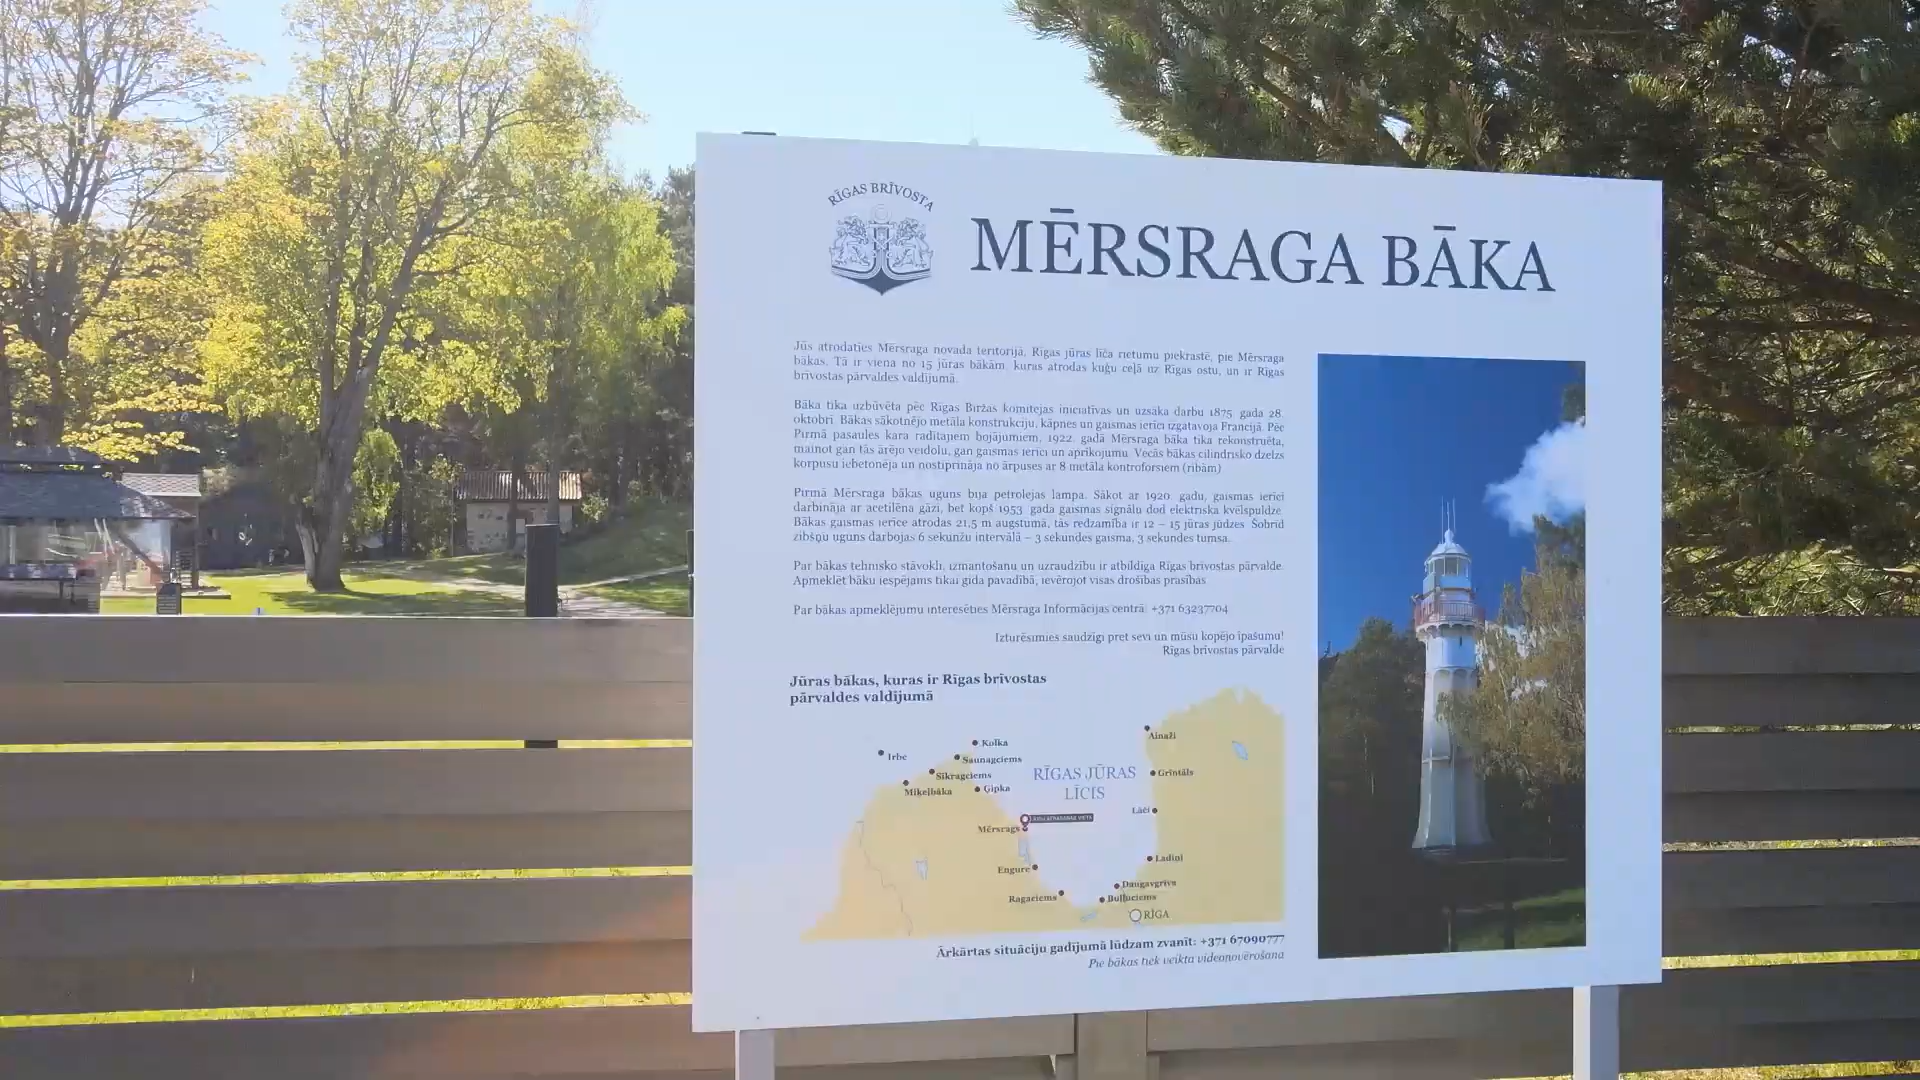 RĪGAS BRĪVOSTA
MĒRSRAGA BĀKA
Jūs atrodaties Mērsraga novada teritorijā, Rīgas jūras līča rietumu piekrastē, pie Mērsraga
bākas. Tā ir viena no 15 jūras bākām, kuras atrodas kuģu ceļā uz Rīgas ostu, un ir Rīgas
brīvostas pārvaldes valdījumā.
Bāka tika uzbūvēta pēc Rīgas Biržas komitejas iniciatīvas un uzsāka darbu 1875. gada 28.
oktobrī. Bākas sākotnējo metāla konstrukciju, kāpnes un gaismas ierīci izgatavoja Francijā. Pēc
Pirmā pasaules kara radītajiem bojājumiem, 1922. gadā Mērsraga bāka tika rekonstruēta,
mainot gan tās ārējo veidolu, gan gaismas ierīci un aprīkojumu. Vecās bākas cilindrisko dzelzs
korpusu iebetonēja un nostiprināja no ārpuses ar 8 metāla kontroforsiem (ribām)
Pirmā Mērsraga bākas uguns bija petrolejas lampa. Sākot ar 1920. gadu, gaismas ierīci
darbināja ar acetilēna gāzi, bet kopš 1953. gada gaismas signālu dod elektriska kvēlspuldze.
Bākas gaismas ierīce atrodas 21,5 m augstumā, tās redzamība ir 12 – 15 jūras jūdzes. Šobrīd
zibšņu uguns darbojas 6 sekunžu intervālā – 3 sekundes gaisma, 3 sekundes tumsa.
Par bākas tehnisko stāvokli, izmantošanu un uzraudzību ir atbildīga Rīgas brīvostas pārvalde.
Apmeklēt bāku iespējams tikai gida pavadībā, ievērojot visas drošības prasības
Par bākas apmeklējumu interesēties Mērsraga Informācijas centrā: +371 63237704
Izturēsimies saudzīgi pret sevi un mūsu kopējo īpašumu!
Rīgas brīvostas pārvalde
Jūras bākas, kuras ir Rīgas brīvostas
pārvaldes valdījumā
Ainaži
Kolka
Irbe
Saunagciems
Sīkragciems
RĪGAS JŪRAS
LĪCIS
Grīntāls
Miķeļbāka
Ģipka
Lāči
Mērsrags
Ladiņi
Engure
Daugavgrīva
Ragaciems
Buļļuciems
RĪGA
Ārkārtas situāciju gadījumā lūdzam zvanīt: +371 67090777
Pie bākas tiek veikta videonovērošana